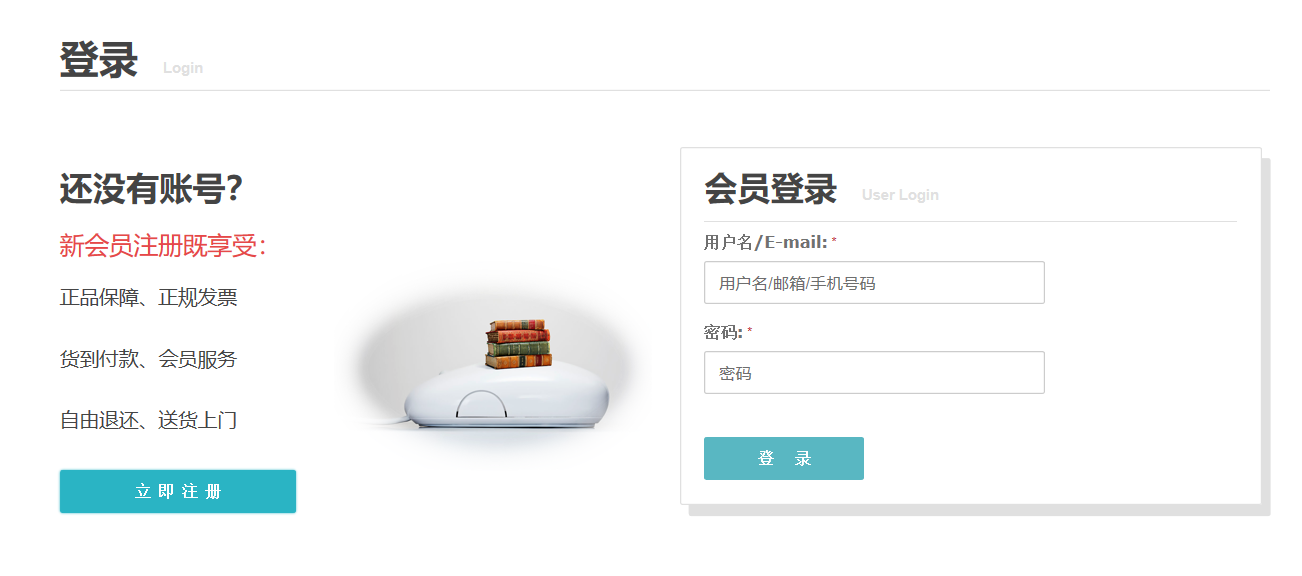 登录 Login
还没有账号?
新会员注册既享受:
正品保障、正规发票
货到付款、会员服务
自由退还、送货上门
立即注册
会员登录 User Login
用户名/E-mail: *
用户名/邮箱/手机号码
密码: *
密码
登 录